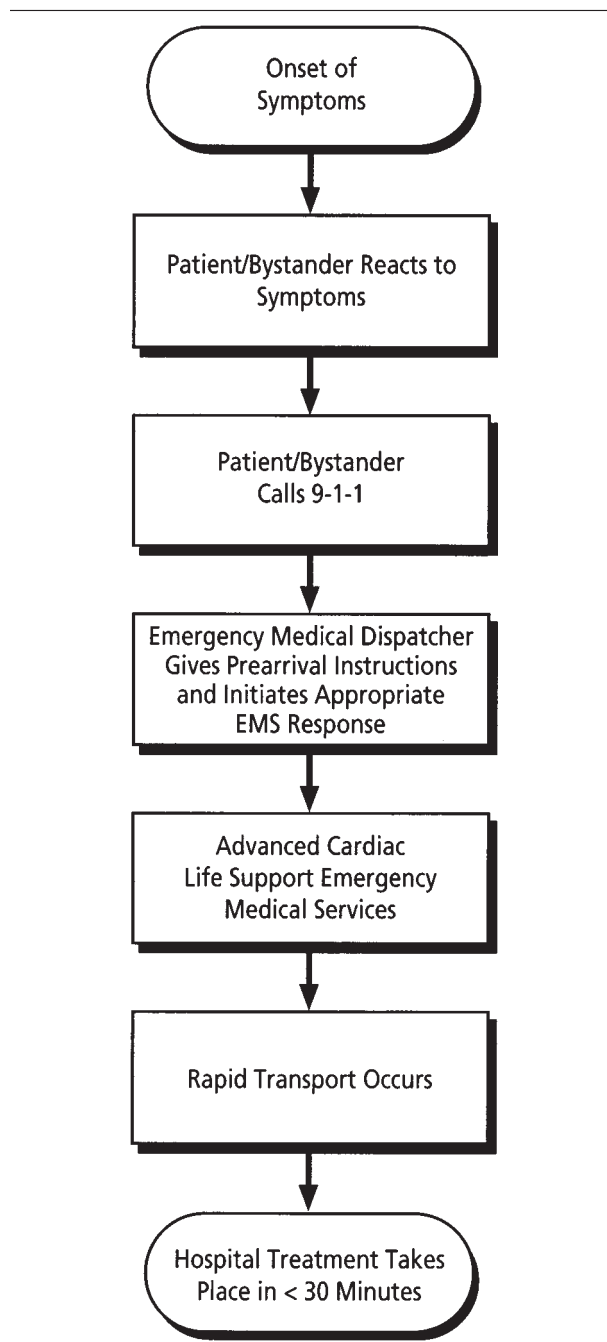 Onset of
Symptoms
Patient/Bystander Reacts to
Symptoms
Patient/Bystander
Calls 9-1-1
Emergency Medical Dispatcher
Gives Prearrival Instructions
and Initiates Appropriate
EMS Response
Advanced Cardiac
Life Support Emergency
Medical Services
Rapid Transport Occurs
Hospital Treatment Takes
Place in < 30 Minutes